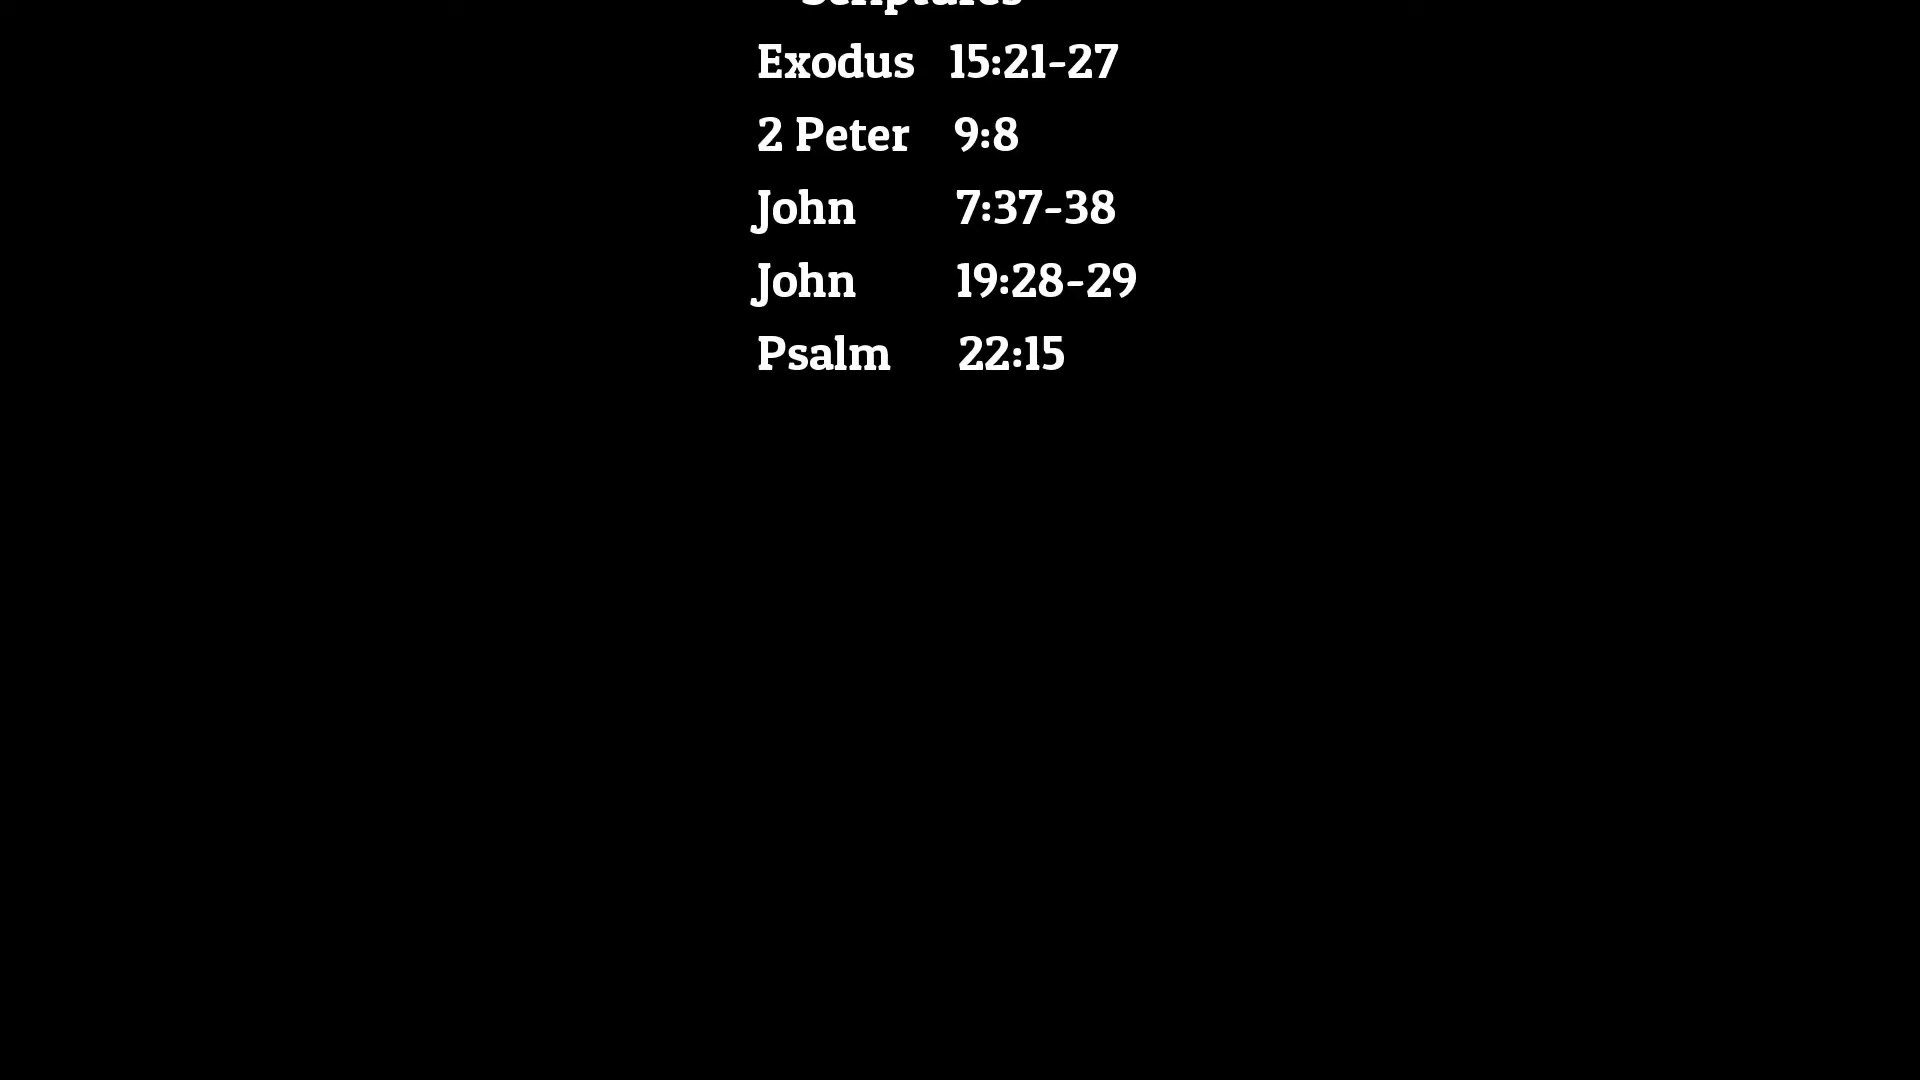 Scriptures
Exodus 15:21-27
2 Peter 9:8
John 7:37-38
John 19:28-29
Psalm 22:15